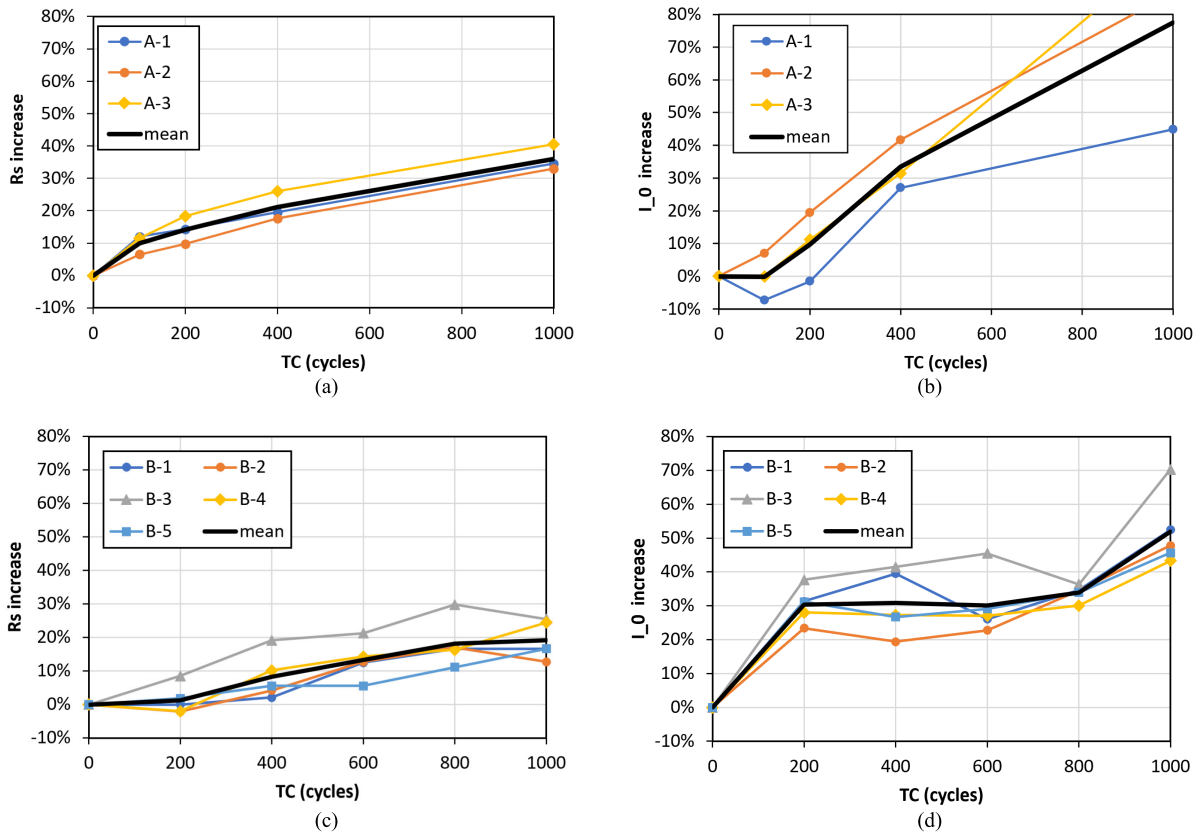 80%
70%
60%
50%
40%
30%
20%
10%
0%
-10%
Rs increase
A-1
A-2
A-3
mean
0 200 400 600 800 1000
TC (cycles)
(a)
80%
70%
60%
50%
40%
30%
20%
10%
0%
-10%
I_0 increase
A-1
A-2
A-3
mean
0 200 400 600 800 1000
TC (cycles)
(b)
80%
70%
60%
50%
40%
30%
20%
10%
0%
-10%
Rs increase
B-1 B-2
B-3 B-4
B-5 mean
0 200 400 600 800 1000
TC (cycles)
(c)
80%
70%
60%
50%
40%
30%
20%
10%
0%
-10%
I_0 increase
B-1 B-2
B-3 B-4
B-5 mean
0 200 400 600 800 1000
TC (cycles)
(d)